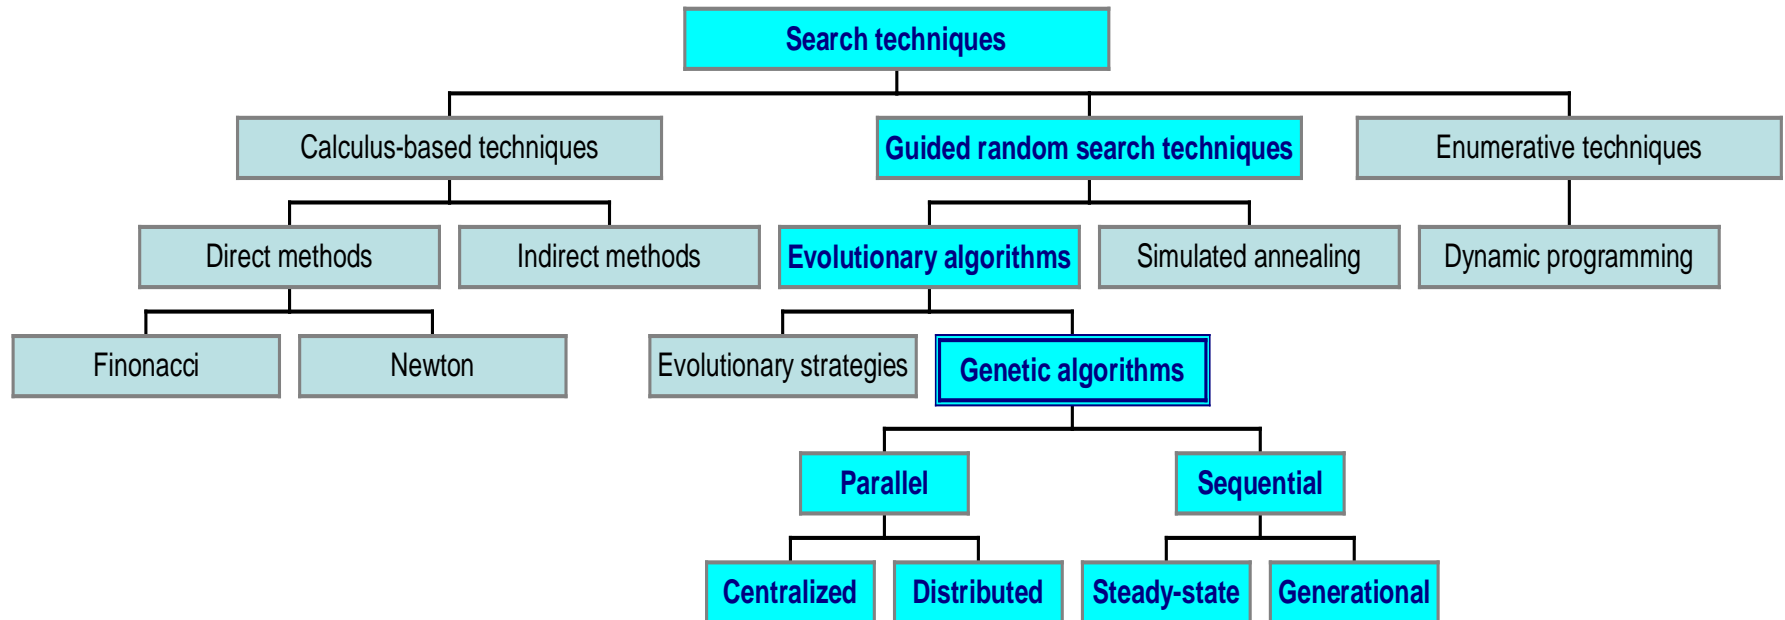 Search techniques
Calculus-based techniques
Guided random search techniques
Enumerative techniques
Direct methods
Indirect methods
Evolutionary algorithms
Simulated annealing
Dynamic programming
Finonacci
Newton
Evolutionary strategies
Genetic algorithms
Parallel
Sequential
Centralized
Distributed
Steady-state
Generational